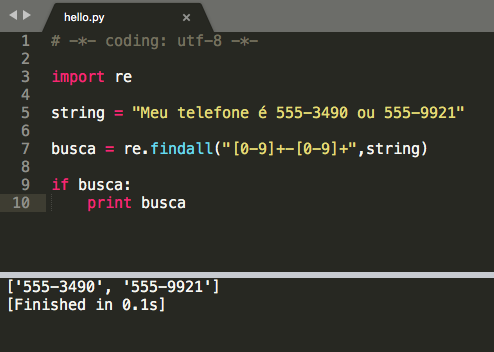 hello.py
1 # -*- coding: utf-8 -*-
2
3 import re
4
5 string = "Meu telefone é 555-3490 ou 555-9921"
6
7 busca = re.findall("[0-9]+-[0-9]+",string)
8
9 if busca:
10     print busca
['555-3490', '555-9921']
[Finished in 0.1s]